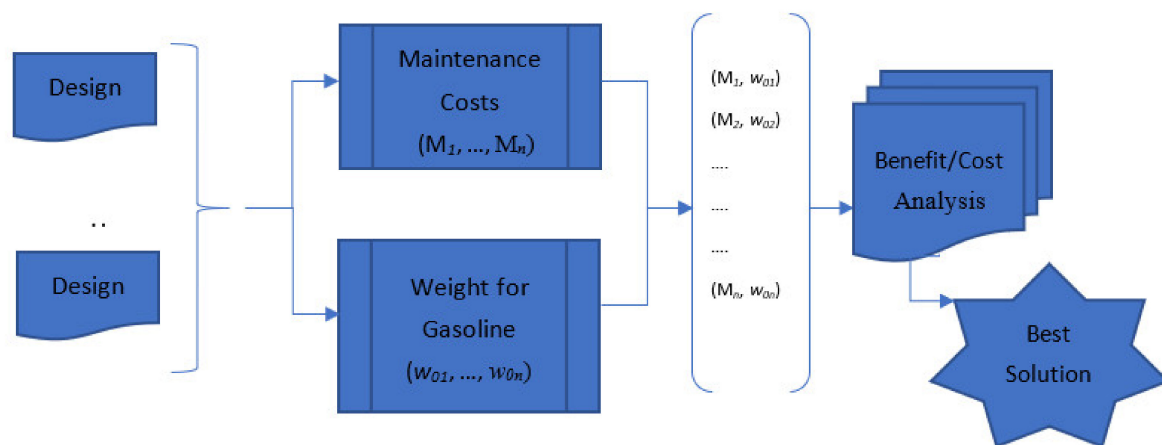 Design
..
Design
Maintenance
Costs
(M1, ..., Mn)
Weight for
Gasoline
(w01, ..., w0n)
(M1, w01)
(M2, w02)
....
....
....
(Mn, w0n)
Benefit/Cost
Analysis
Best
Solution